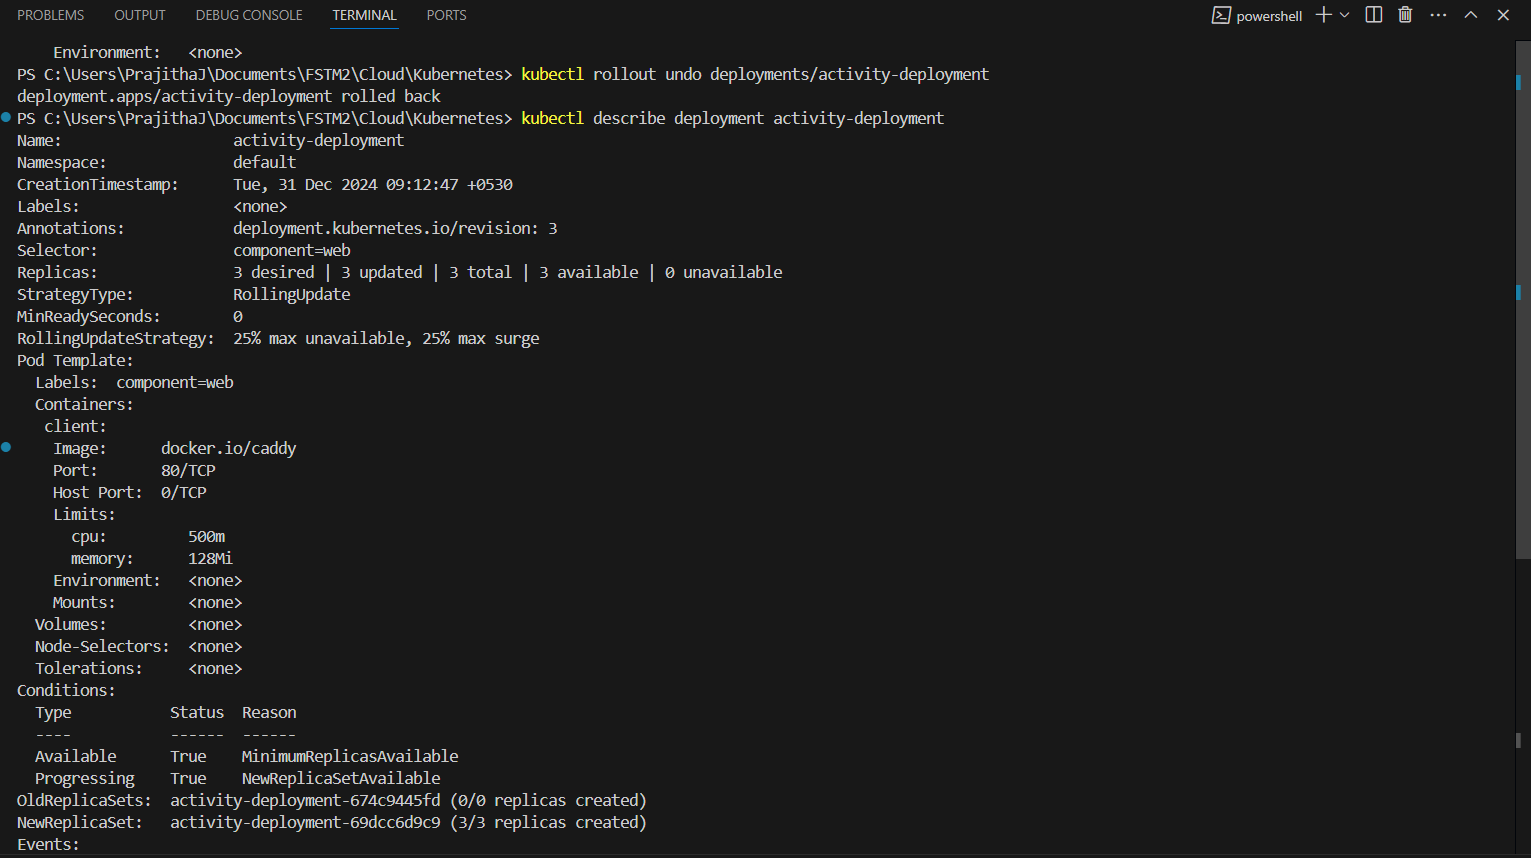 PROBLEMS OUTPUT DEBUG CONSOLE TERMINAL PORTS powershell
Environment: <none>
PS C:\Users\PrajithaJ\Documents\FSTM2\Cloud\Kubernetes> kubectl rollout undo deployments/activity-deployment
deployment.apps/activity-deployment rolled back
PS C:\Users\PrajithaJ\Documents\FSTM2\Cloud\Kubernetes> kubectl describe deployment activity-deployment
Name: activity-deployment
Namespace: default
CreationTimestamp: Tue, 31 Dec 2024 09:12:47 +0530
Labels: <none>
Annotations: deployment.kubernetes.io/revision: 3
Selector: component=web
Replicas: 3 desired | 3 updated | 3 total | 3 available | 0 unavailable
StrategyType: RollingUpdate
MinReadySeconds: 0
RollingUpdateStrategy: 25% max unavailable, 25% max surge
Pod Template:
Labels: component=web
Containers:
client:
Image: docker.io/caddy
Port: 80/TCP
Host Port: 0/TCP
Limits:
cpu: 500m
memory: 128Mi
Environment: <none>
Mounts: <none>
Volumes: <none>
Node-Selectors: <none>
Tolerations: <none>
Conditions:
Type Status Reason
---- ------ ------
Available True MinimumReplicasAvailable
Progressing True NewReplicaSetAvailable
OldReplicaSets: activity-deployment-674c9445fd (0/0 replicas created)
NewReplicaSet: activity-deployment-69dcc6d9c9 (3/3 replicas created)
Events: